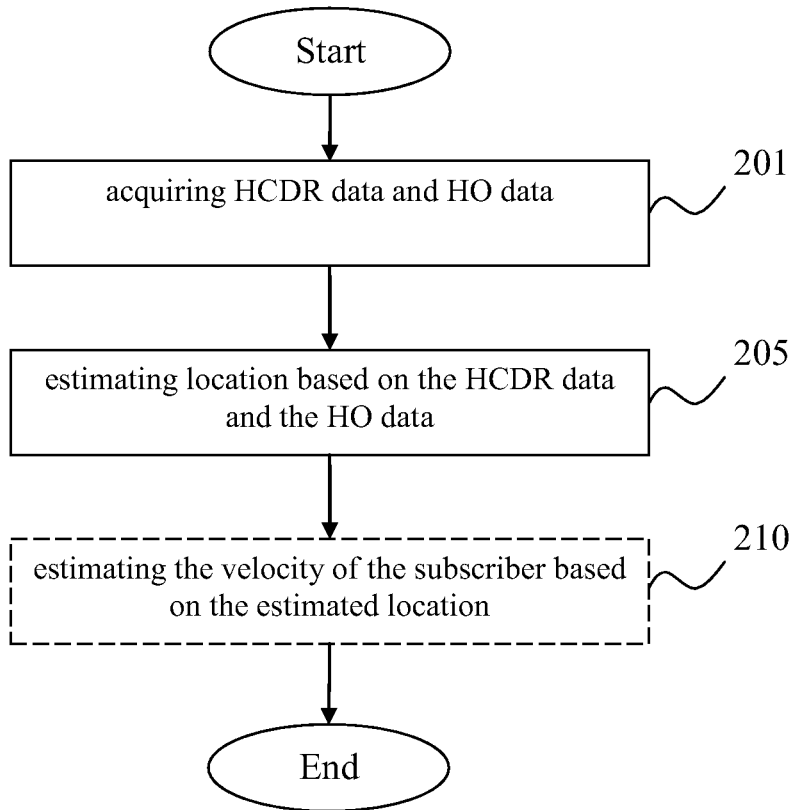 Start
acquiring HCDR data and HO data
201
estimating location based on the HCDR data
and the HO data
205
estimating the velocity of the subscriber based
on the estimated location
210
End